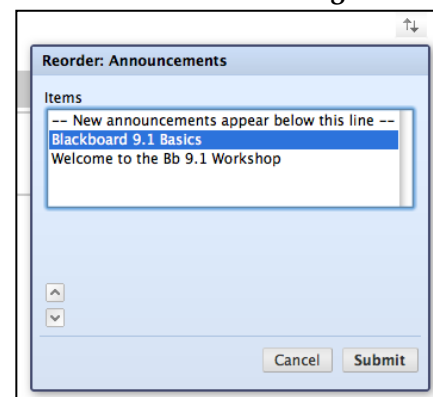 Reorder: Announcements
Items
-- New announcements appear below this line --
Blackboard 9.1 Basics
Welcome to the Bb 9.1 Workshop
Cancel Submit